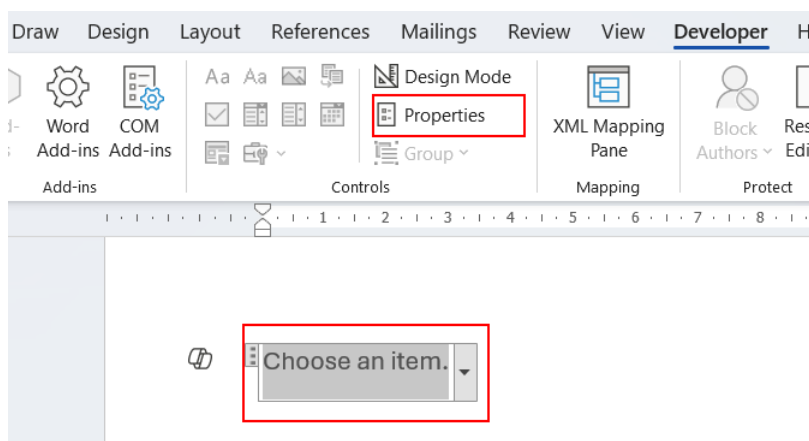 Draw Design Layout References Mailings Review View Developer
Aa Aa Design Mode
Properties
Word COM XML Mapping Block
Add-ins Add-ins Group Pane Authors
Add-ins Controls Mapping Protect
1 2 3 4 5 6 7 8
Choose an item.